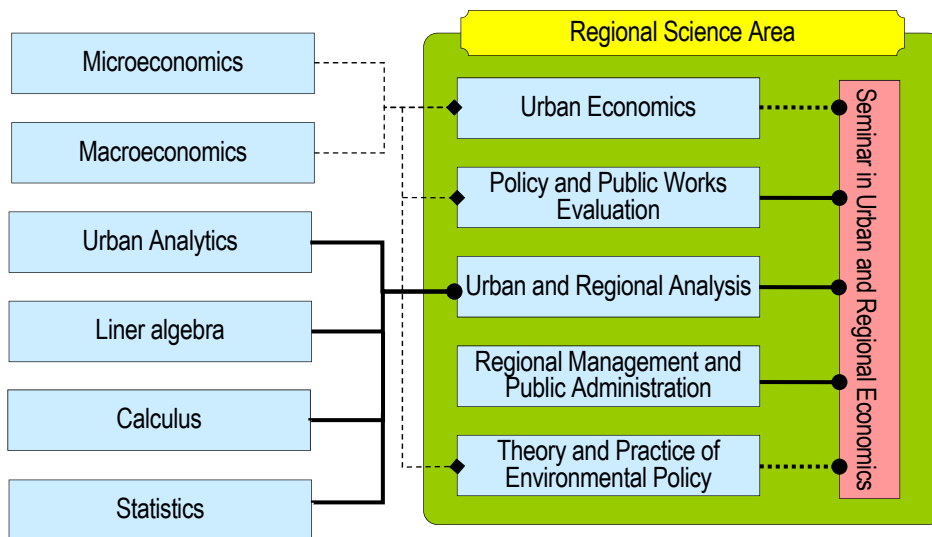 Regional Science Area
Microeconomics
Macroeconomics
Urban Analytics
Liner algebra
Calculus
Statistics
Urban Economics
Policy and Public Works
Evaluation
Urban and Regional Analysis
Regional Management and
Public Administration
Theory and Practice of
Environmental Policy
Seminar in Urban and Regional Economics